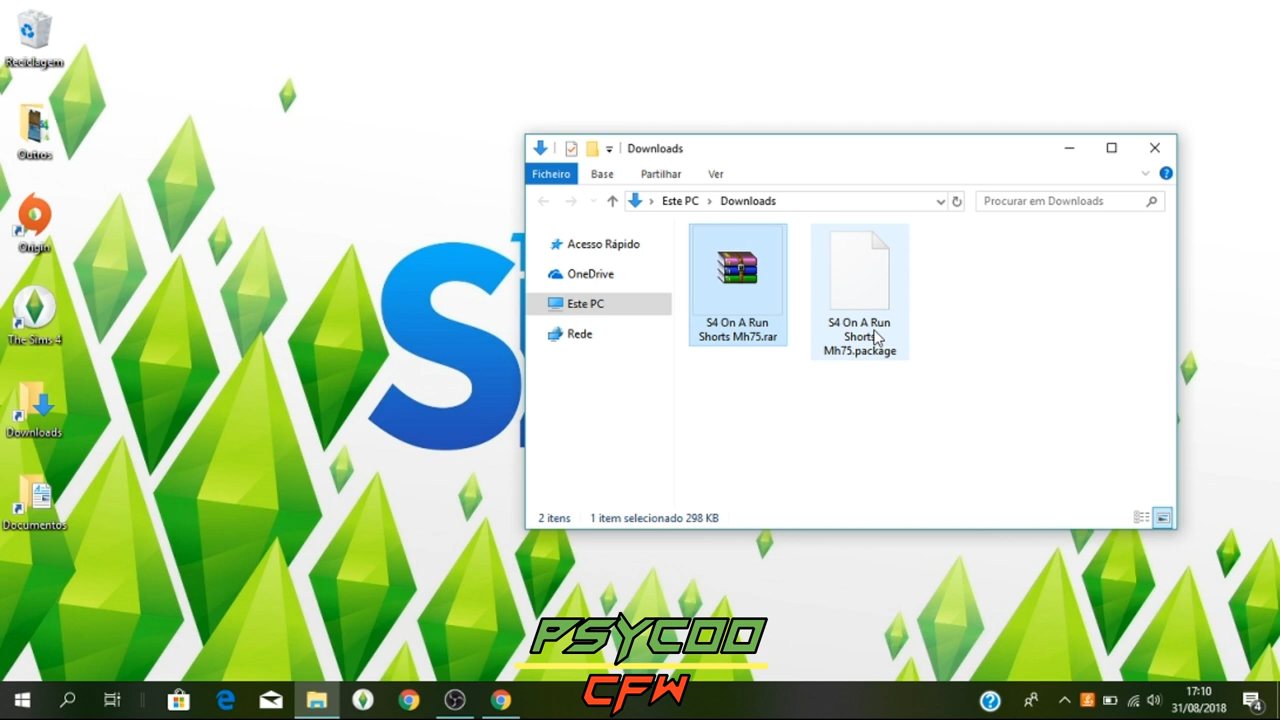 Reciclagem
Outros
Origin
The Sims 4
Downloads
Documentos
S
Downloads
Ficheiro Base Partilhar Ver
Este PC > Downloads
Procurar em Downloads
Acesso Rápido
OneDrive
Este PC
Rede
S4 On A Run
Shorts Mh75.rar
S4 On A Run
Shorts
Mh75.package
2 itens 1 item selecionado 298 KB
PSYCOO
CFW
17:10
31/08/2018
4